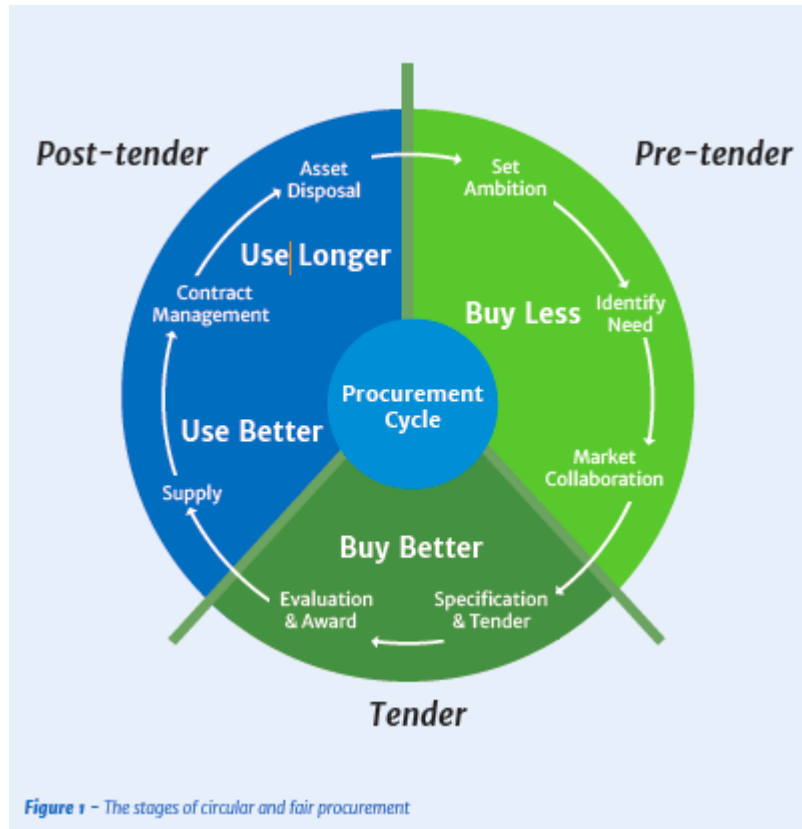 Post-tender
Pre-tender
Asset
Disposal
Set
Ambition
Use Longer
Contract
Management
Buy Less
Identify
Need
Procurement
Cycle
Use Better
Market
Collaboration
Supply
Buy Better
Evaluation
& Award
Specification
& Tender
Tender
Figure 1 – The stages of circular and fair procurement